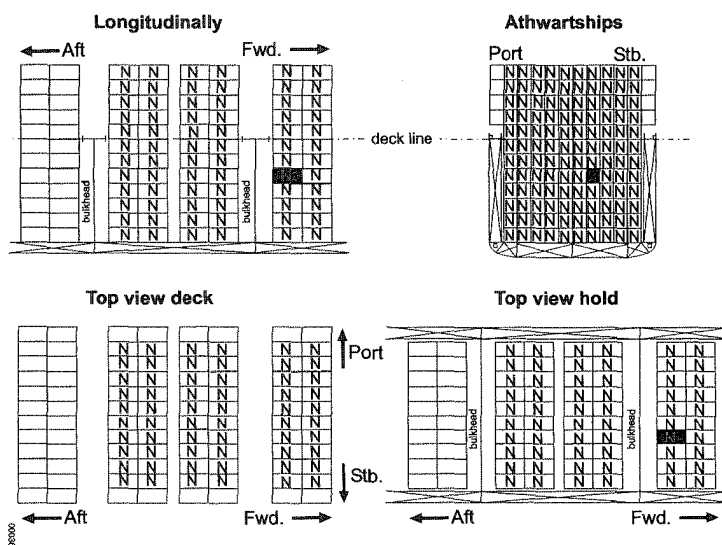 Longitudinally
Aft Fwd.
N N N N N N
N N N N N N
N N N N N N
N N N N N N
N N N N N N
N N N N N N
N N N N N N
N N N N N
N N N N N N
N N N N N N
N N N N N N
N N N N N N
bulkhead
bulkhead
deck line
Athwartships
Port Stb.
N N N N N N N N N N
N N N N N N N N N N
N N N N N N N N N N
N N N N N N N N N N
N N N N N N N N N N
N N N N N N N N N N
N N N N N N N N N N
N N N N N N N N N
N N N N N N N N N N
N N N N N N N N N N
N N N N N N N N N N
N N N N N N N N N N
Top view deck
N N N N N N
N N N N N N
N N N N N N
N N N N N N
N N N N N N
N N N N N N
N N N N N N
N N N N N N
N N N N N N
N N N N N N
Port
Stb.
Aft Fwd.
Top view hold
N N N N N N
N N N N N N
N N N N N N
N N N N N N
N N N N N N
N N N N N N
N N N N N
N N N N N N
N N N N N N
N N N N N N
bulkhead
bulkhead
Aft Fwd.